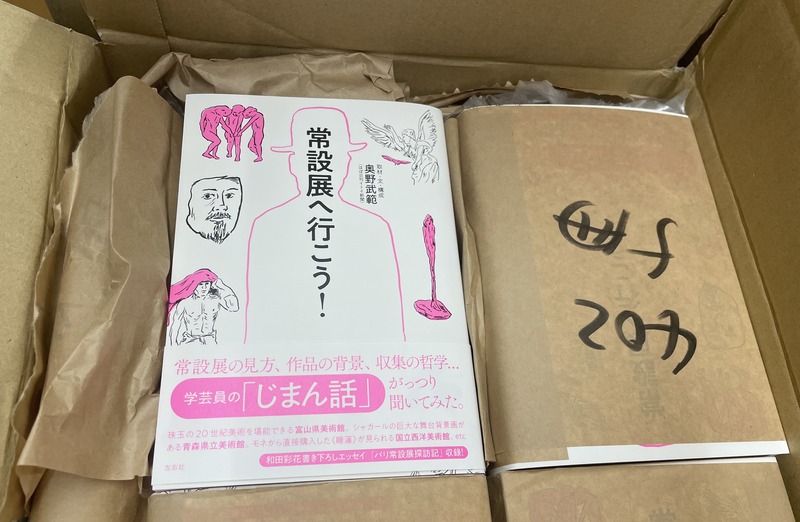 常設展へ行こう！
取材・文・構成
奥野武範
（ほぼ日刊イトイ新聞）
常設展の見方、作品の背景、収集の哲学…
学芸員の「じまん話」がっつり
聞いてみた。
珠玉の20世紀美術を堪能できる富山県美術館、シャガールの巨大な舞台背景画が
ある青森県立美術館、モネから直接購入した《睡蓮》が見られる国立西洋美術館、etc.
和田彩花書き下ろしエッセイ「パリ常設展探訪記」収録！
左右社